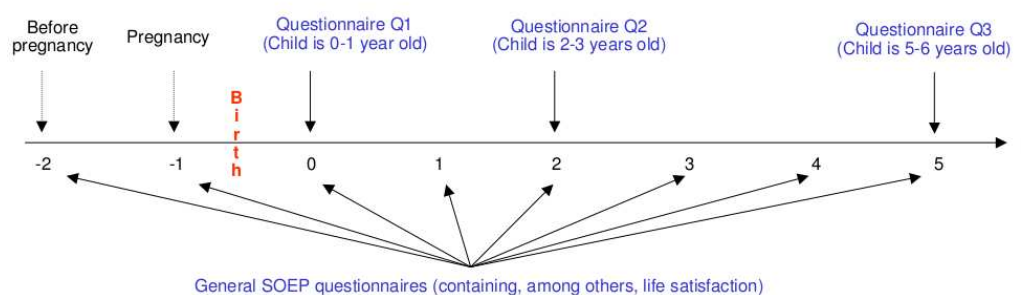 Before
pregnancy
Pregnancy
Birth
Questionnaire Q1
(Child is 0-1 year old)
Questionnaire Q2
(Child is 2-3 years old)
Questionnaire Q3
(Child is 5-6 years old)
-2 -1 0 1 2 3 4 5
General SOEP questionnaires (containing, among others, life satisfaction)